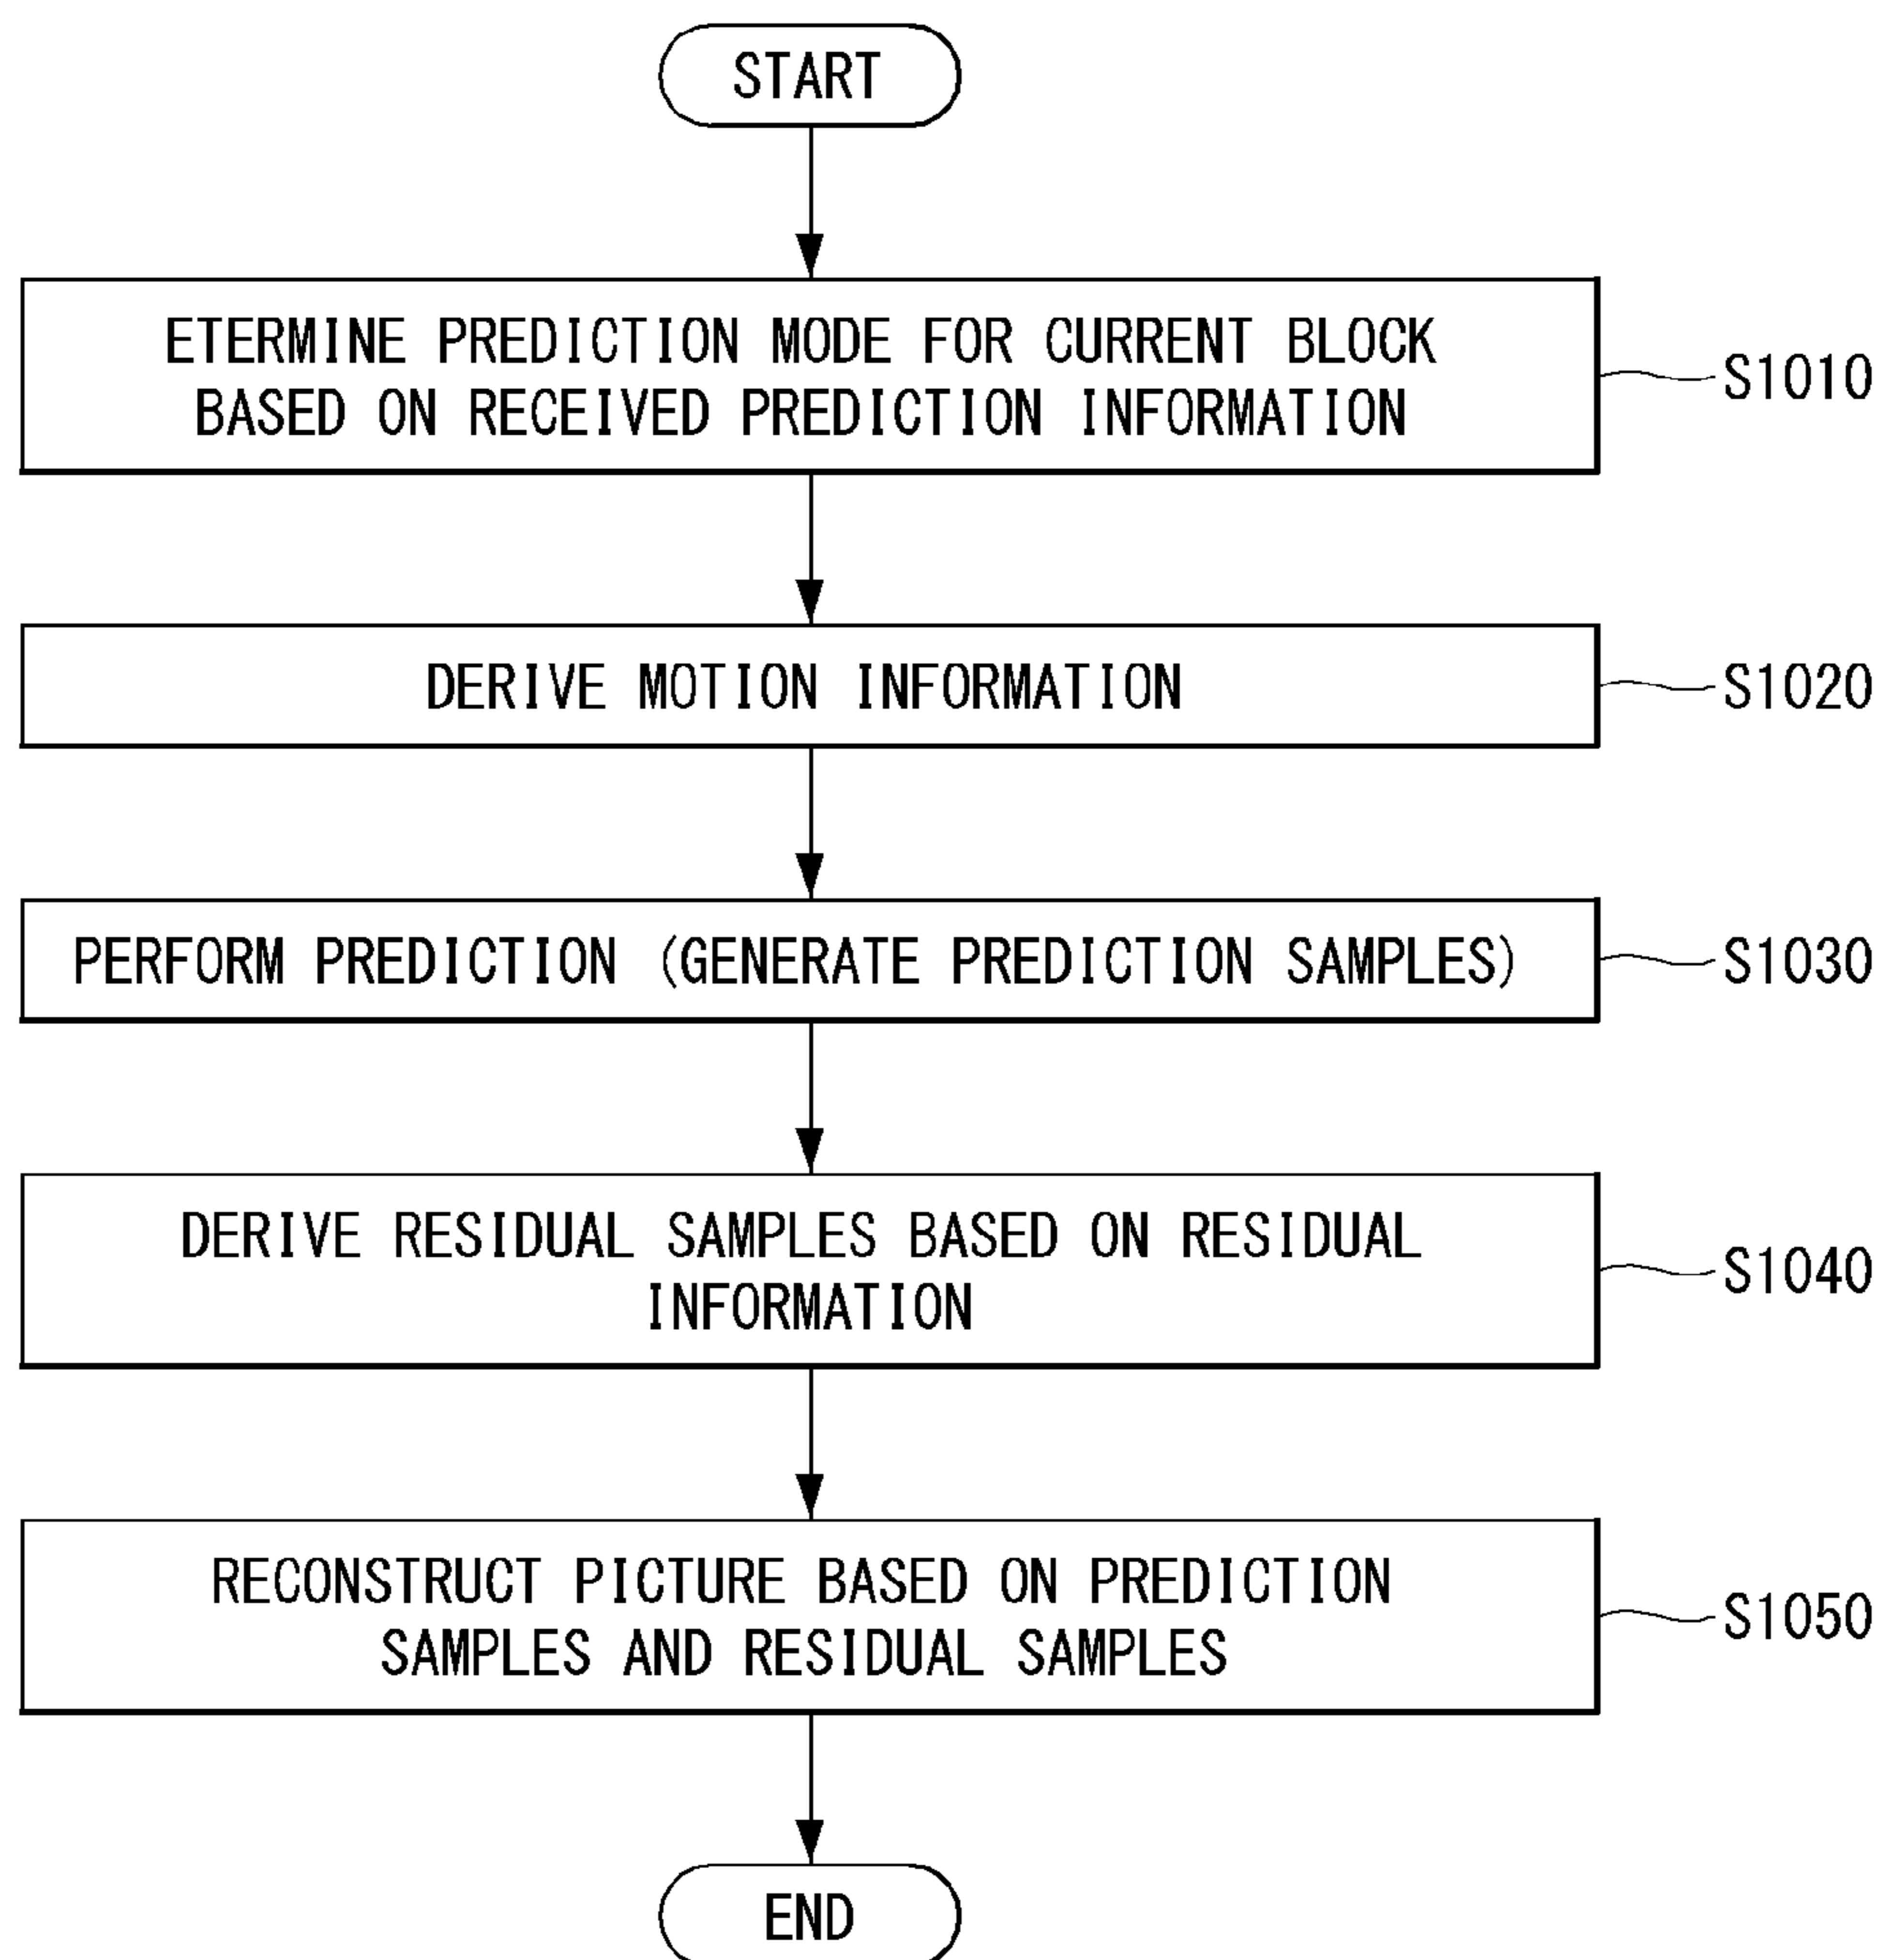 START
ETERMINE PREDICTION MODE FOR CURRENT BLOCK
BASED ON RECEIVED PREDICTION INFORMATION
S1010
DERIVE MOTION INFORMATION
S1020
PERFORM PREDICTION (GENERATE PREDICTION SAMPLES)
S1030
DERIVE RESIDUAL SAMPLES BASED ON RESIDUAL
INFORMATION
S1040
RECONSTRUCT PICTURE BASED ON PREDICTION
SAMPLES AND RESIDUAL SAMPLES
S1050
END